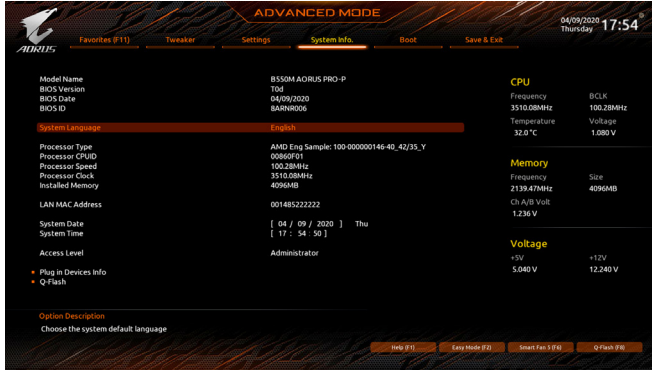 ADVANCED MODE
04/09/2020 Thursday 17:54
AORUS
Favorites (F11) Tweaker Settings System Info. Boot Save & Exit
Model Name B550M AORUS PRO-P
BIOS Version T0d
BIOS Date 04/09/2020
BIOS ID 8ARNR006
System Language English
Processor Type AMD Eng Sample: 100-000000146-40_42/35_Y
Processor CPUID 00860F01
Processor Speed 100.28MHz
Processor Clock 3510.08MHz
Installed Memory 4096MB
LAN MAC Address 001485222222
System Date [ 04 / 09 / 2020 ] Thu
System Time [ 17 : 54 : 50 ]
Access Level Administrator
Plug in Devices Info
Q-Flash
CPU
Frequency BCLK
3510.08MHz 100.28MHz
Temperature Voltage
32.0 °C 1.080 V
Memory
Frequency Size
2139.47MHz 4096MB
Ch A/B Volt
1.236 V
Voltage
+5V +12V
5.040 V 12.240 V
Option Description
Choose the system default language
Help (F1) Easy Mode (F2) Smart Fan 5 (F6) Q-Flash (F8)